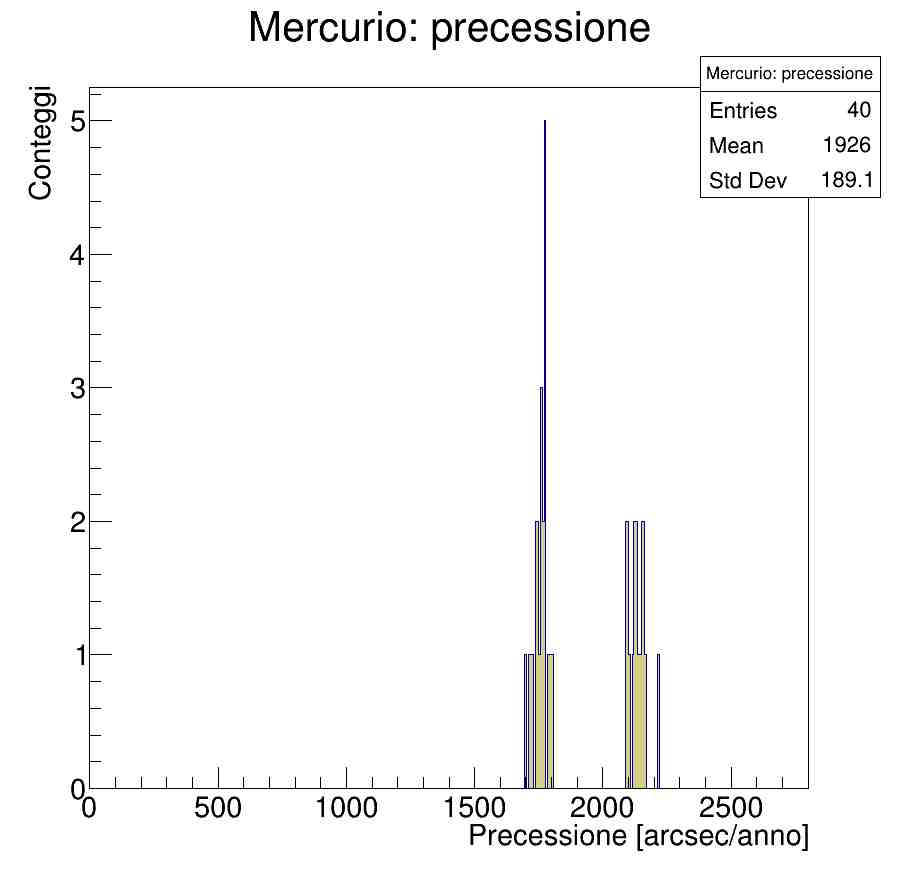 Mercurio: precessione
Mercurio: precessione
Entries 40
Mean 1926
Std Dev 189.1
Conteggi
5
4
3
2
1
0
0 500 1000 1500 2000 2500
Precessione [arcsec/anno]